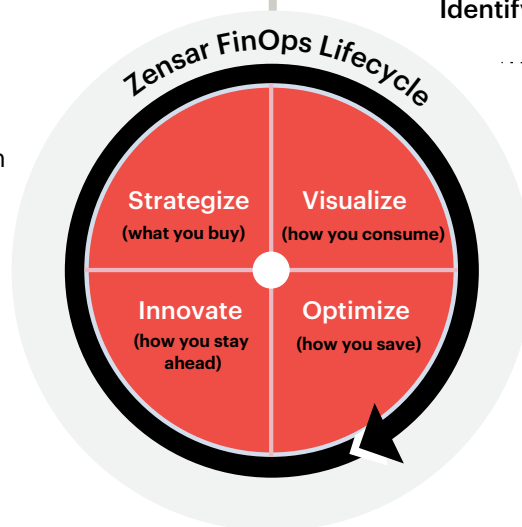 Identify
Zensar FinOps Lifecycle
n
Strategize
(what you buy)
Visualize
(how you consume)
Innovate
(how you stay
ahead)
Optimize
(how you save)